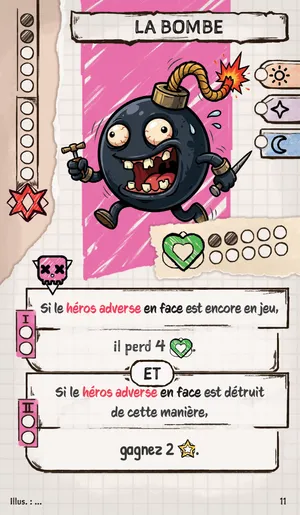 LA BOMBE
Si le héros adverse en face est encore en jeu,
I
il perd 4 .
ET
Si le héros adverse en face est détruit
de cette manière,
II
gagnez 2 .
Illus. : ...
11